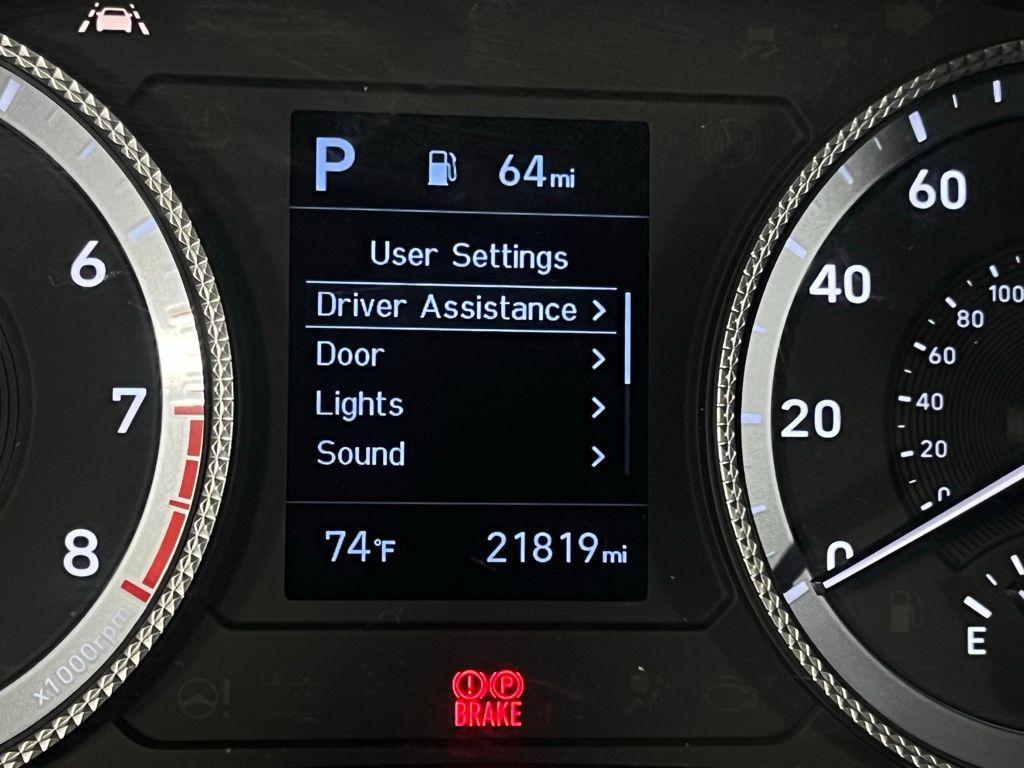 P 64mi
User Settings
Driver Assistance >
Door >
Lights >
Sound >
74°F 21819mi
6
7
8
x1000rpm
60
40
20
0
100
80
60
40
20
0
E
(!) (P)
BRAKE